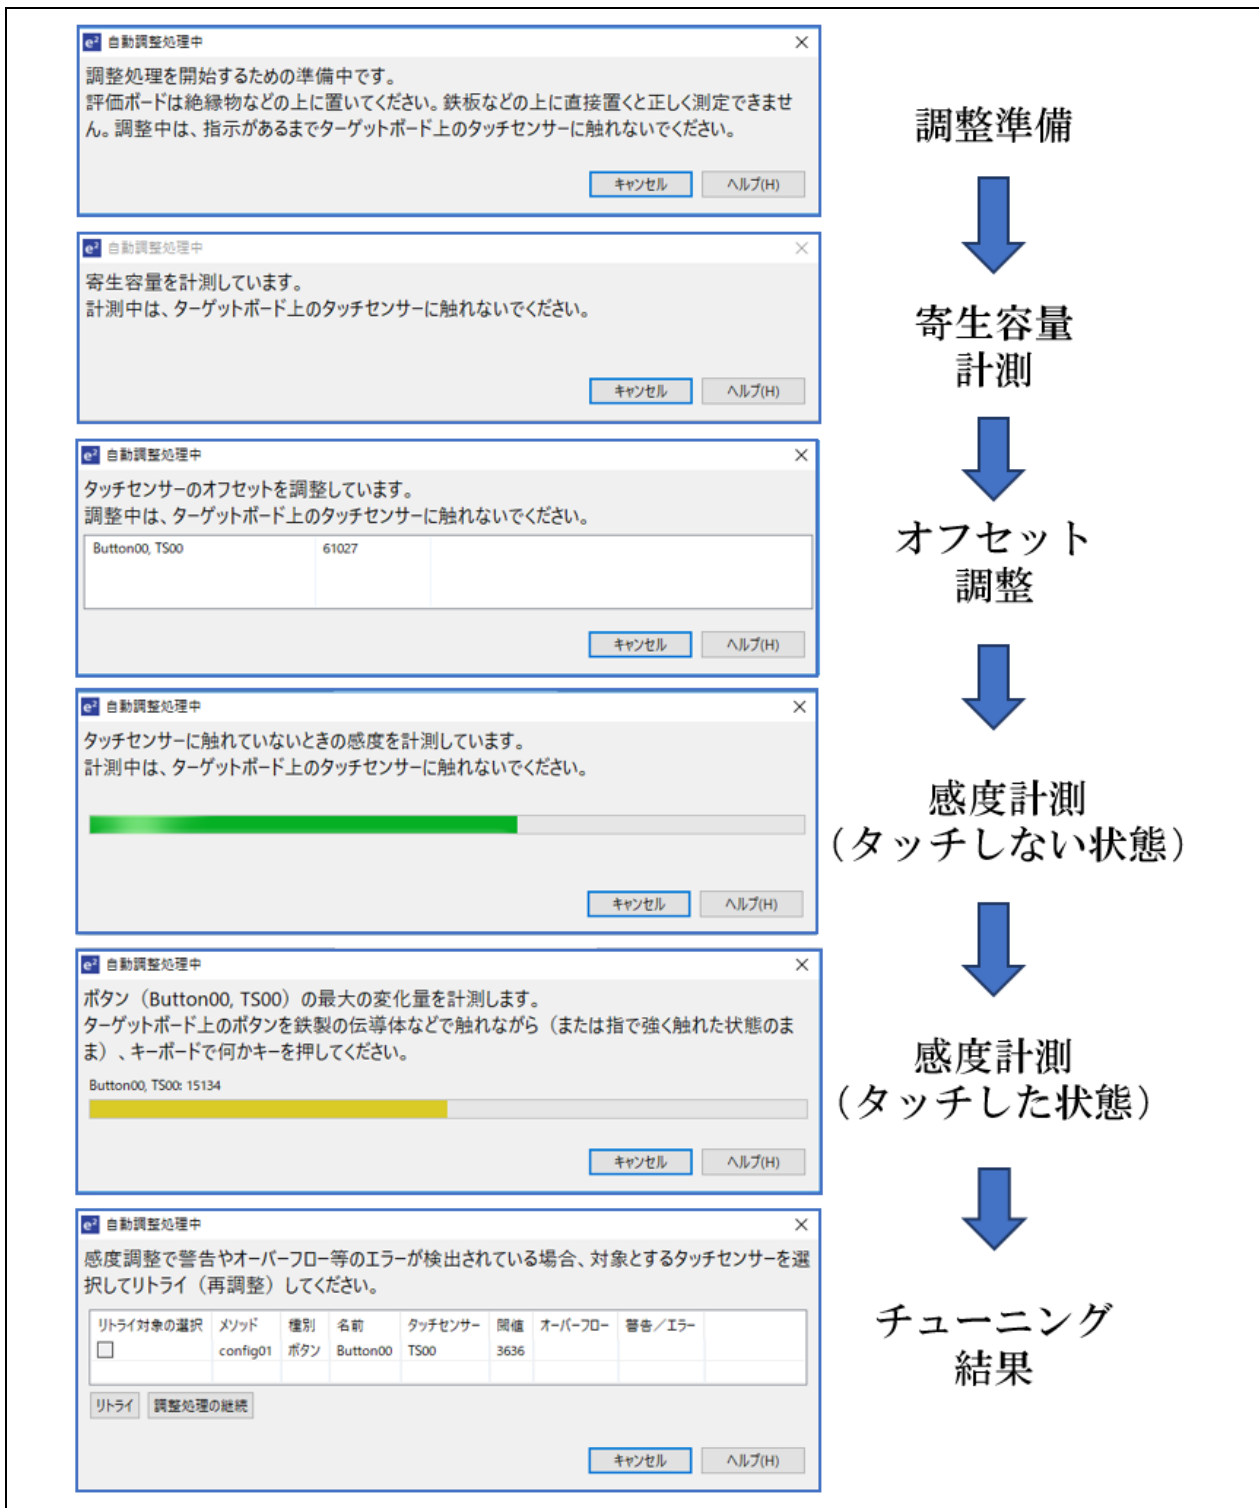 e² 自動調整処理中
調整処理を開始するための準備中です。
評価ボードは絶縁物などの上に置いてください。鉄板などの上に直接置くと正しく測定できませ
ん。調整中は、指示があるまでターゲットボード上のタッチセンサーに触れないでください。
キャンセル ヘルプ(H)
調整準備
e² 自動調整処理中
寄生容量を計測しています。
計測中は、ターゲットボード上のタッチセンサーに触れないでください。
キャンセル ヘルプ(H)
寄生容量
計測
e² 自動調整処理中
タッチセンサーのオフセットを調整しています。
調整中は、ターゲットボード上のタッチセンサーに触れないでください。
Button00, TS00 61027
キャンセル ヘルプ(H)
オフセット
調整
e² 自動調整処理中
タッチセンサーに触れていないときの感度を計測しています。
計測中は、ターゲットボード上のタッチセンサーに触れないでください。
キャンセル ヘルプ(H)
感度計測
（タッチしない状態）
e² 自動調整処理中
ボタン（Button00, TS00）の最大の変化量を計測します。
ターゲットボード上のボタンを鉄製の伝導体などで触れながら（または指で強く触れた状態のま
ま）、キーボードで何かキーを押してください。
Button00, TS00: 15134
キャンセル ヘルプ(H)
感度計測
（タッチした状態）
e² 自動調整処理中
感度調整で警告やオーバーフロー等のエラーが検出されている場合、対象とするタッチセンサーを選
択してリトライ（再調整）してください。
リトライ対象の選択 メソッド 種別 名前 タッチセンサー 閾値 オーバーフロー 警告／エラー
config01 ボタン Button00 TS00 3636
リトライ 調整処理の継続
キャンセル ヘルプ(H)
チューニング
結果